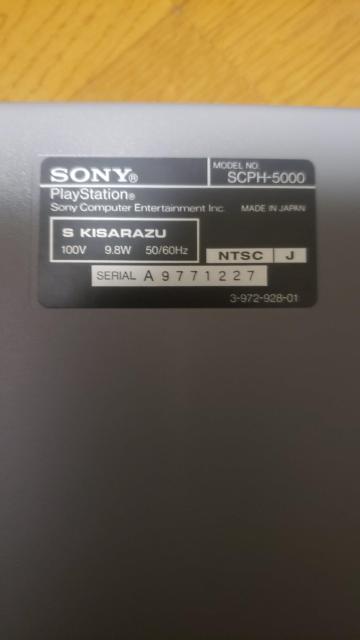 SONY®
MODEL NO.
SCPH-5000
PlayStation®
Sony Computer Entertainment Inc. MADE IN JAPAN
S KISARAZU
100V 9.8W 50/60Hz
NTSC J
SERIAL A9771227
3-972-928-01